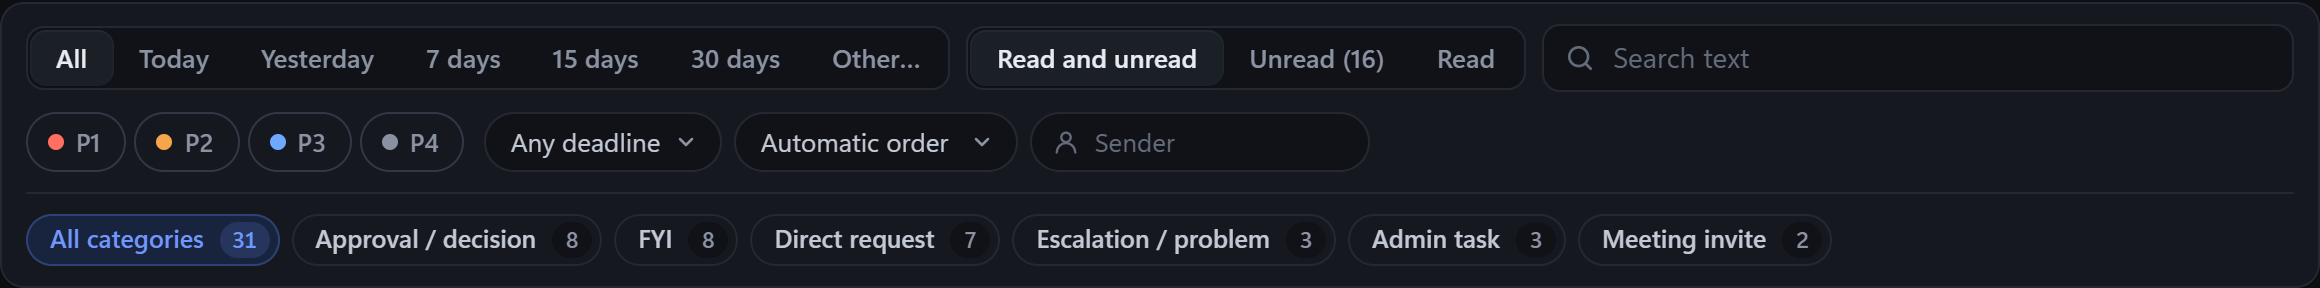 All Today Yesterday 7 days 15 days 30 days Other... Read and unread Unread (16) Read Search text
P1 P2 P3 P4 Any deadline Automatic order Sender
All categories 31 Approval / decision 8 FYI 8 Direct request 7 Escalation / problem 3 Admin task 3 Meeting invite 2